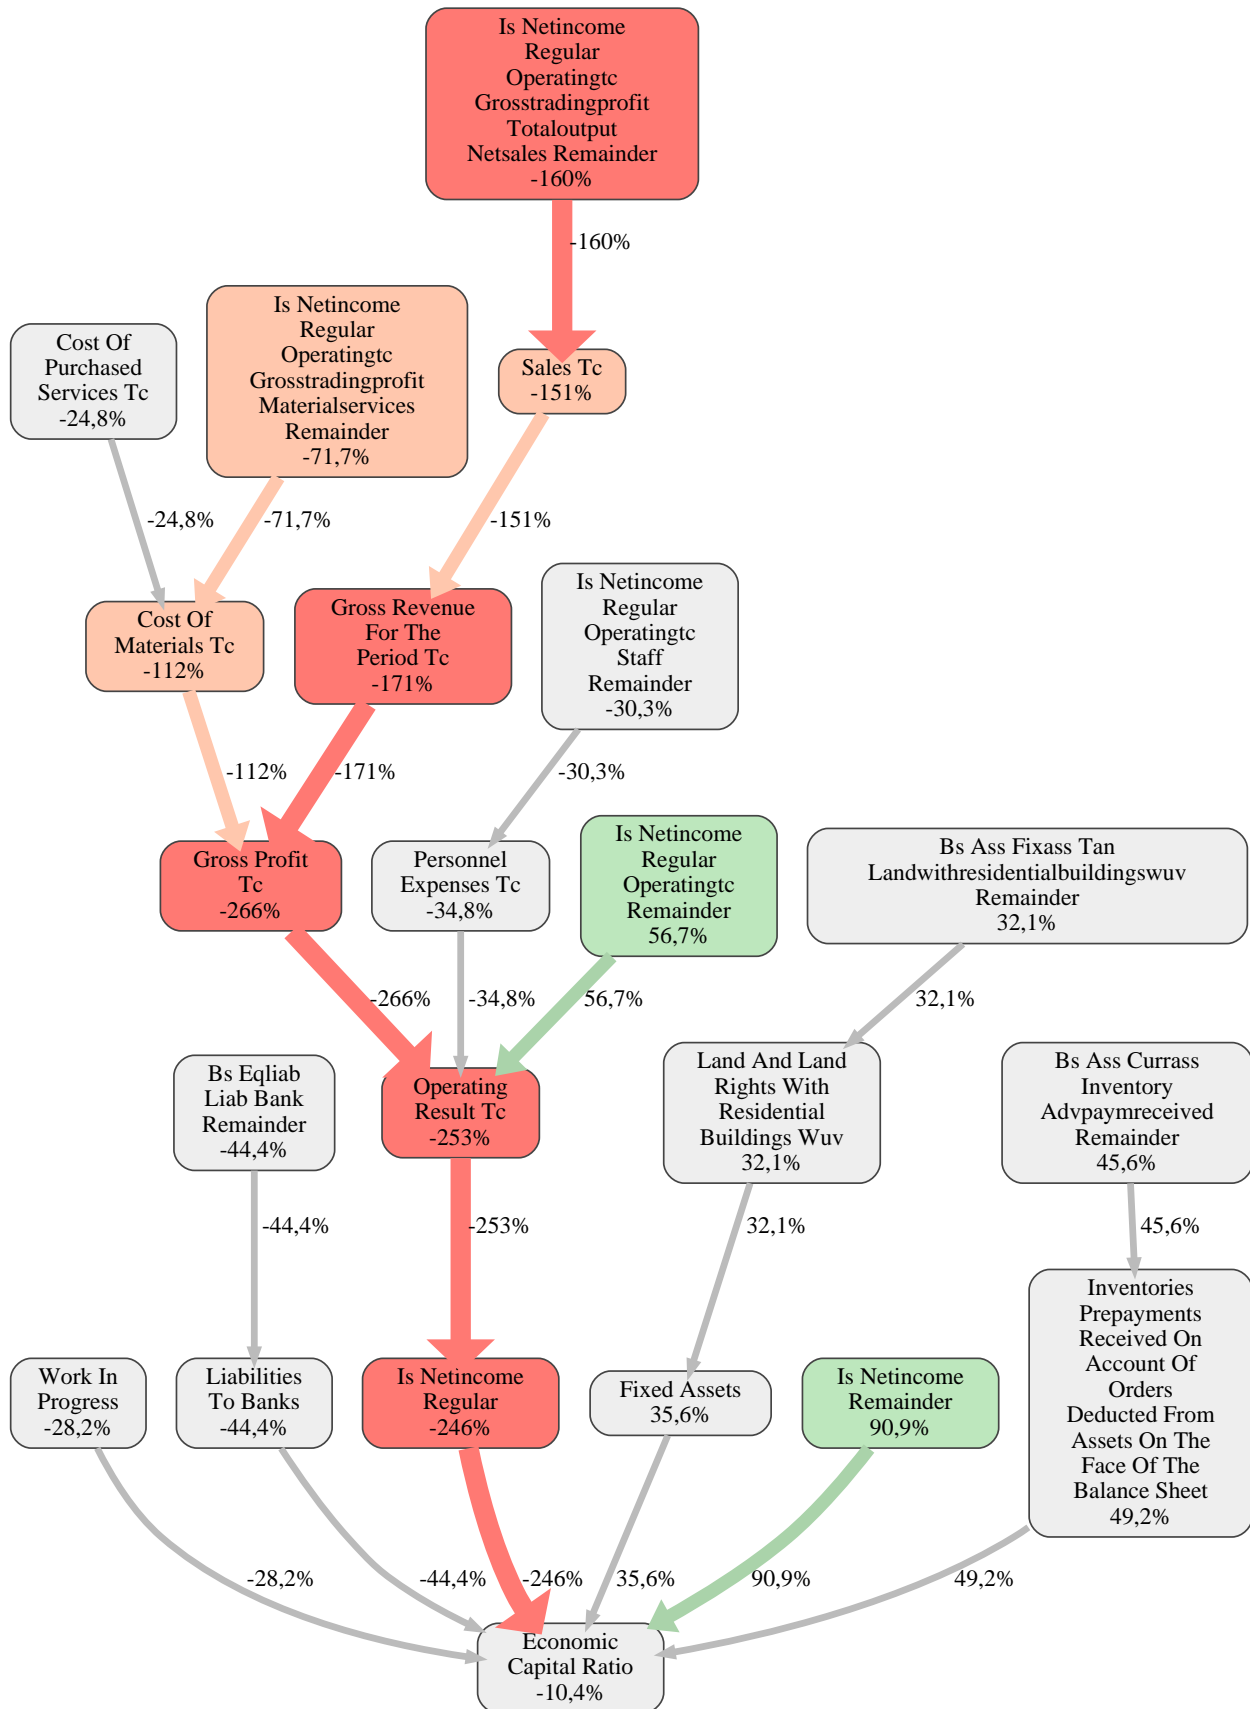 Is Netincome
Regular
Operatingtc
Grosstradingprofit
Totaloutput
Netsales Remainder
-160%
-160%
Cost Of
Purchased
Services Tc
-24,8%
Is Netincome
Regular
Operatingtc
Grosstradingprofit
Materialservices
Remainder
-71,7%
Sales Tc
-151%
-24,8%
-71,7%
-151%
Cost Of
Materials Tc
-112%
Gross Revenue
For The
Period Tc
-171%
Is Netincome
Regular
Operatingtc
Staff
Remainder
-30,3%
-112%
-171%
-30,3%
Gross Profit
Tc
-266%
Personnel
Expenses Tc
-34,8%
Is Netincome
Regular
Operatingtc
Remainder
56,7%
Bs Ass Fixass Tan
Landwithresidentialbuildingswuv
Remainder
32,1%
-266%
-34,8%
56,7%
32,1%
Bs Eqliab
Liab Bank
Remainder
-44,4%
Operating
Result Tc
-253%
Land And Land
Rights With
Residential
Buildings Wuv
32,1%
Bs Ass Currass
Inventory
Advpaymreceived
Remainder
45,6%
-44,4%
-253%
32,1%
45,6%
Work In
Progress
-28,2%
Liabilities
To Banks
-44,4%
Is Netincome
Regular
-246%
Fixed Assets
35,6%
Is Netincome
Remainder
90,9%
Inventories
Prepayments
Received On
Account Of
Orders
Deducted From
Assets On The
Face Of The
Balance Sheet
49,2%
-28,2%
-44,4%
-246%
35,6%
90,9%
49,2%
Economic
Capital Ratio
-10,4%